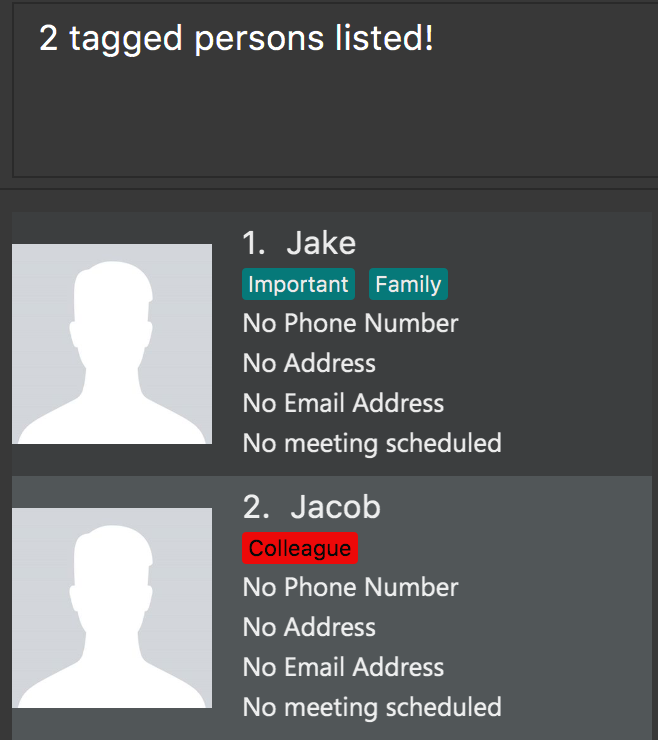 2 tagged persons listed!
1. Jake
Important Family
No Phone Number
No Address
No Email Address
No meeting scheduled
2. Jacob
Colleague
No Phone Number
No Address
No Email Address
No meeting scheduled